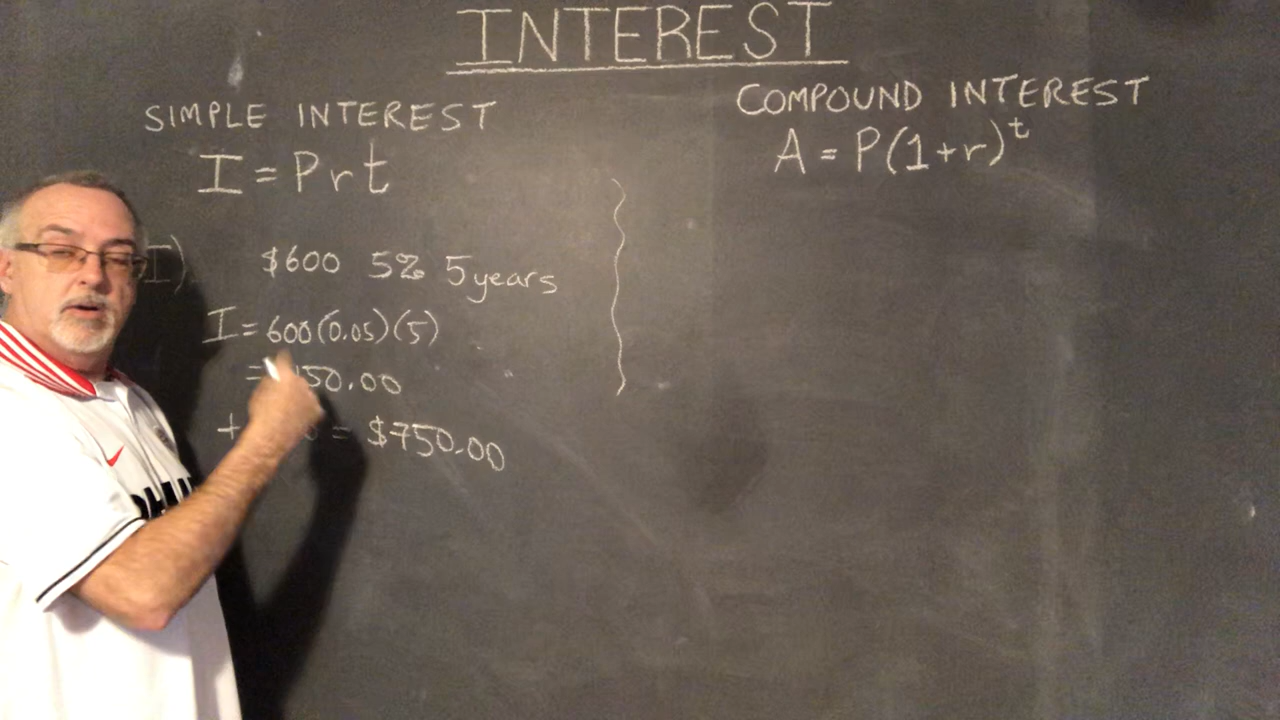 INTEREST
SIMPLE INTEREST
I = Prt
I) $600 5% 5 years
I = 600(0.05)(5)
= 150.00
+ = $750.00
COMPOUND INTEREST
A = P(1+r)^t